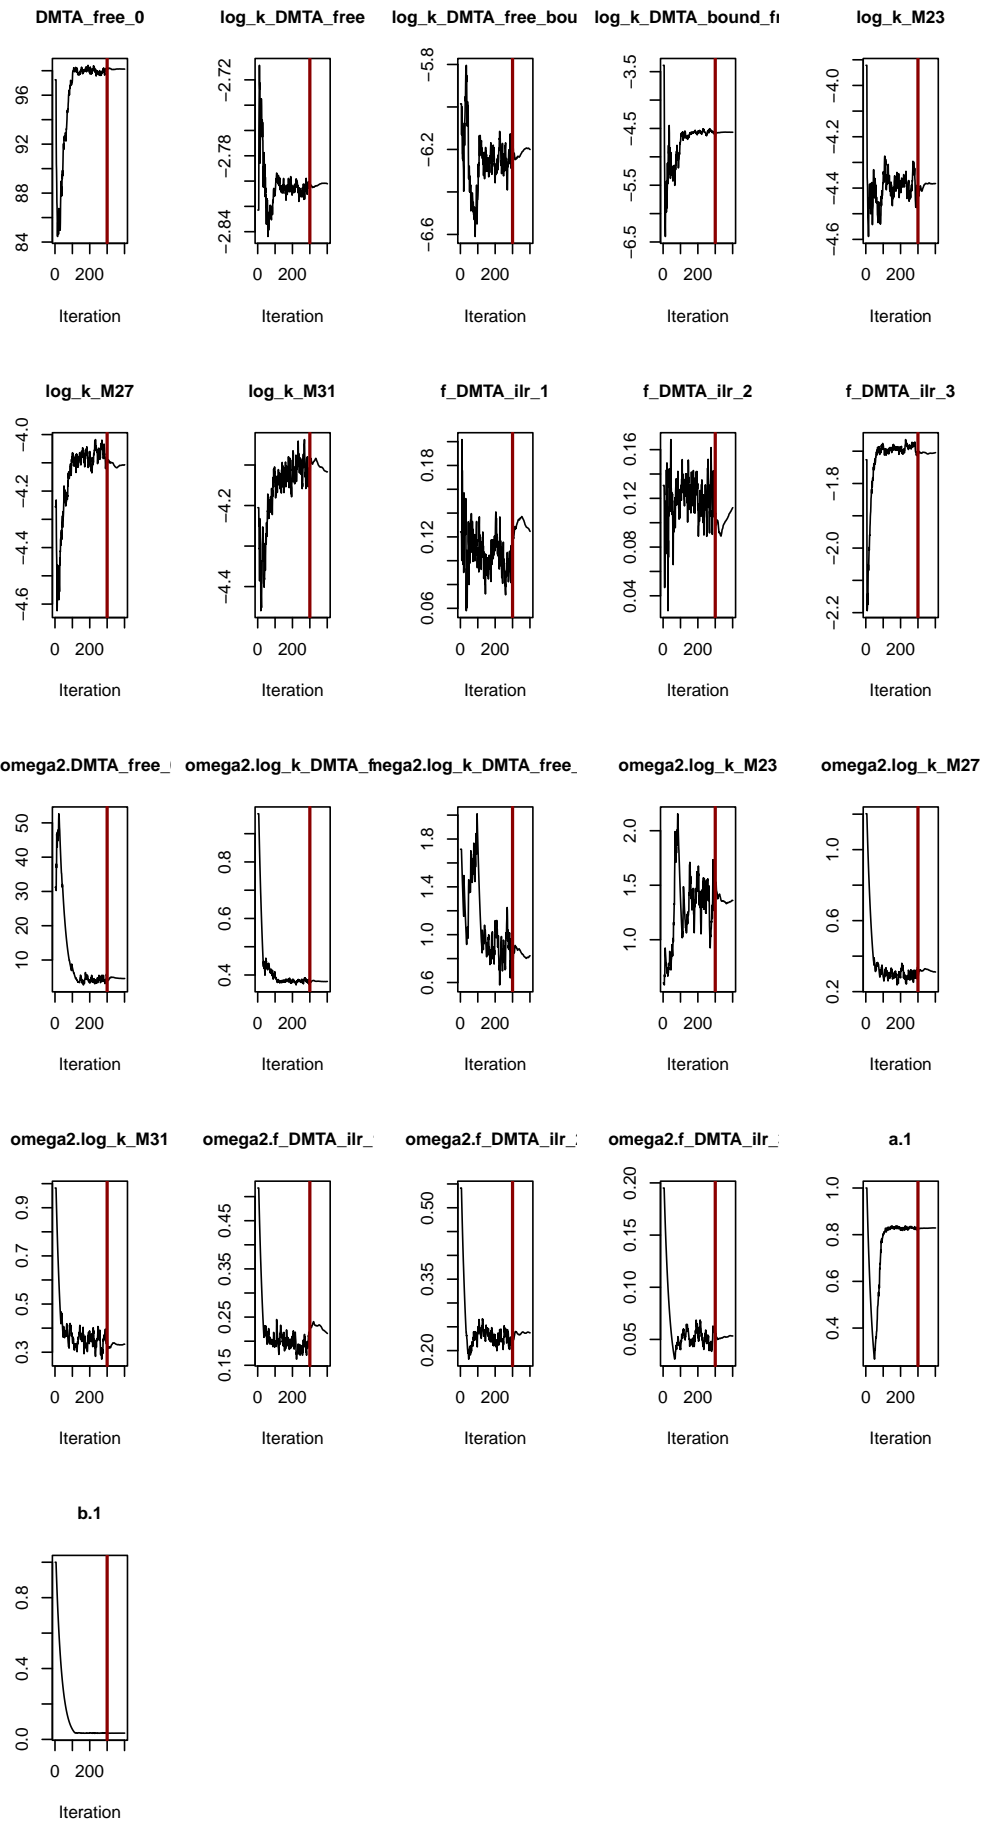 DMTA_free_0 log_k_DMTA_free log_k_DMTA_free_bou log_k_DMTA_bound_fr log_k_M23
84 88 92 96 −2.84 −2.78 −2.72 −6.6 −6.2 −5.8 −6.5 −5.5 −4.5 −3.5 −4.6 −4.4 −4.2 −4.0
0 200 0 200 0 200 0 200 0 200
Iteration Iteration Iteration Iteration Iteration
log_k_M27 log_k_M31 f_DMTA_ilr_1 f_DMTA_ilr_2 f_DMTA_ilr_3
−4.6 −4.4 −4.2 −4.0 −4.4 −4.2 0.06 0.12 0.18 0.04 0.08 0.12 0.16 −2.2 −2.0 −1.8
0 200 0 200 0 200 0 200 0 200
Iteration Iteration Iteration Iteration Iteration
omega2.DMTA_free_ omega2.log_k_DMTA_f mega2.log_k_DMTA_free_ omega2.log_k_M23 omega2.log_k_M27
10 20 30 40 50 0.4 0.6 0.8 0.6 1.0 1.4 1.8 1.0 1.5 2.0 0.2 0.6 1.0
0 200 0 200 0 200 0 200 0 200
Iteration Iteration Iteration Iteration Iteration
omega2.log_k_M31 omega2.f_DMTA_ilr_ omega2.f_DMTA_ilr_ omega2.f_DMTA_ilr_ a.1
0.3 0.5 0.7 0.9 0.15 0.25 0.35 0.45 0.20 0.35 0.50 0.05 0.10 0.15 0.20 0.4 0.6 0.8 1.0
0 200 0 200 0 200 0 200 0 200
Iteration Iteration Iteration Iteration Iteration
b.1
0.0 0.4 0.8
0 200
Iteration